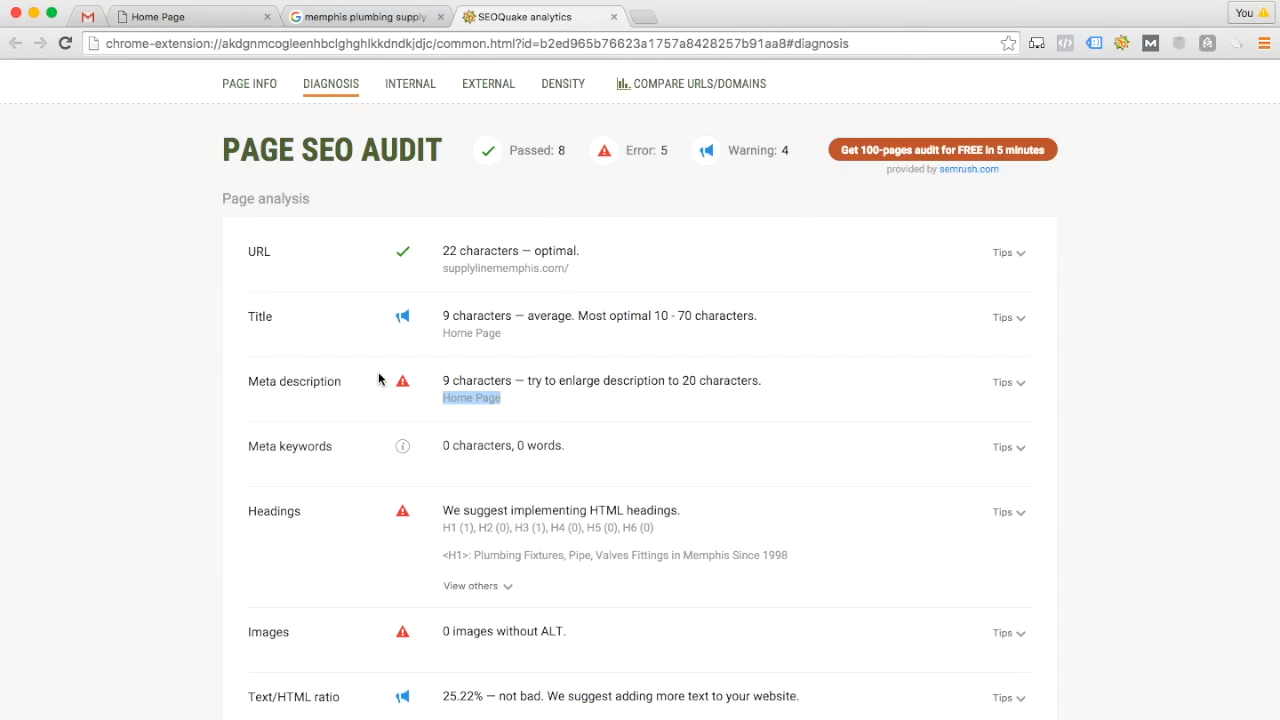 Home Page
memphis plumbing supply
SEOQuake analytics
You
chrome-extension://akdgnmcogleenhbclghghlkkdndkjdjc/common.html?id=b2ed965b76623a1757a8428257b91aa8#diagnosis
PAGE INFO
DIAGNOSIS
INTERNAL
EXTERNAL
DENSITY
COMPARE URLS/DOMAINS
PAGE SEO AUDIT
Passed: 8
Error: 5
Warning: 4
Get 100-pages audit for FREE in 5 minutes
provided by semrush.com
Page analysis
URL
22 characters — optimal.
Tips
supplylinememphis.com/
Title
9 characters — average. Most optimal 10 - 70 characters.
Tips
Home Page
Meta description
9 characters — try to enlarge description to 20 characters.
Tips
Home Page
Meta keywords
0 characters, 0 words.
Tips
Headings
We suggest implementing HTML headings.
Tips
H1 (1), H2 (0), H3 (1), H4 (0), H5 (0), H6 (0)
<H1>: Plumbing Fixtures, Pipe, Valves Fittings in Memphis Since 1998
View others
Images
0 images without ALT.
Tips
Text/HTML ratio
25.22% — not bad. We suggest adding more text to your website.
Tips